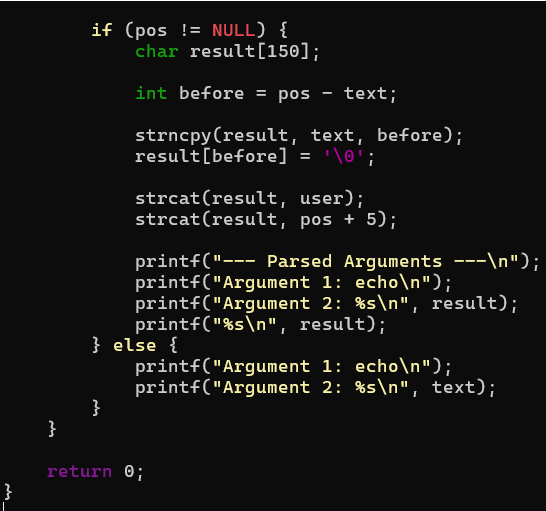 if (pos != NULL) {
char result[150];
int before = pos - text;
strncpy(result, text, before);
result[before] = '\0';
strcat(result, user);
strcat(result, pos + 5);
printf("--- Parsed Arguments ---\n");
printf("Argument 1: echo\n");
printf("Argument 2: %s\n", result);
printf("%s\n", result);
} else {
printf("Argument 1: echo\n");
printf("Argument 2: %s\n", text);
}
}
return 0;
}